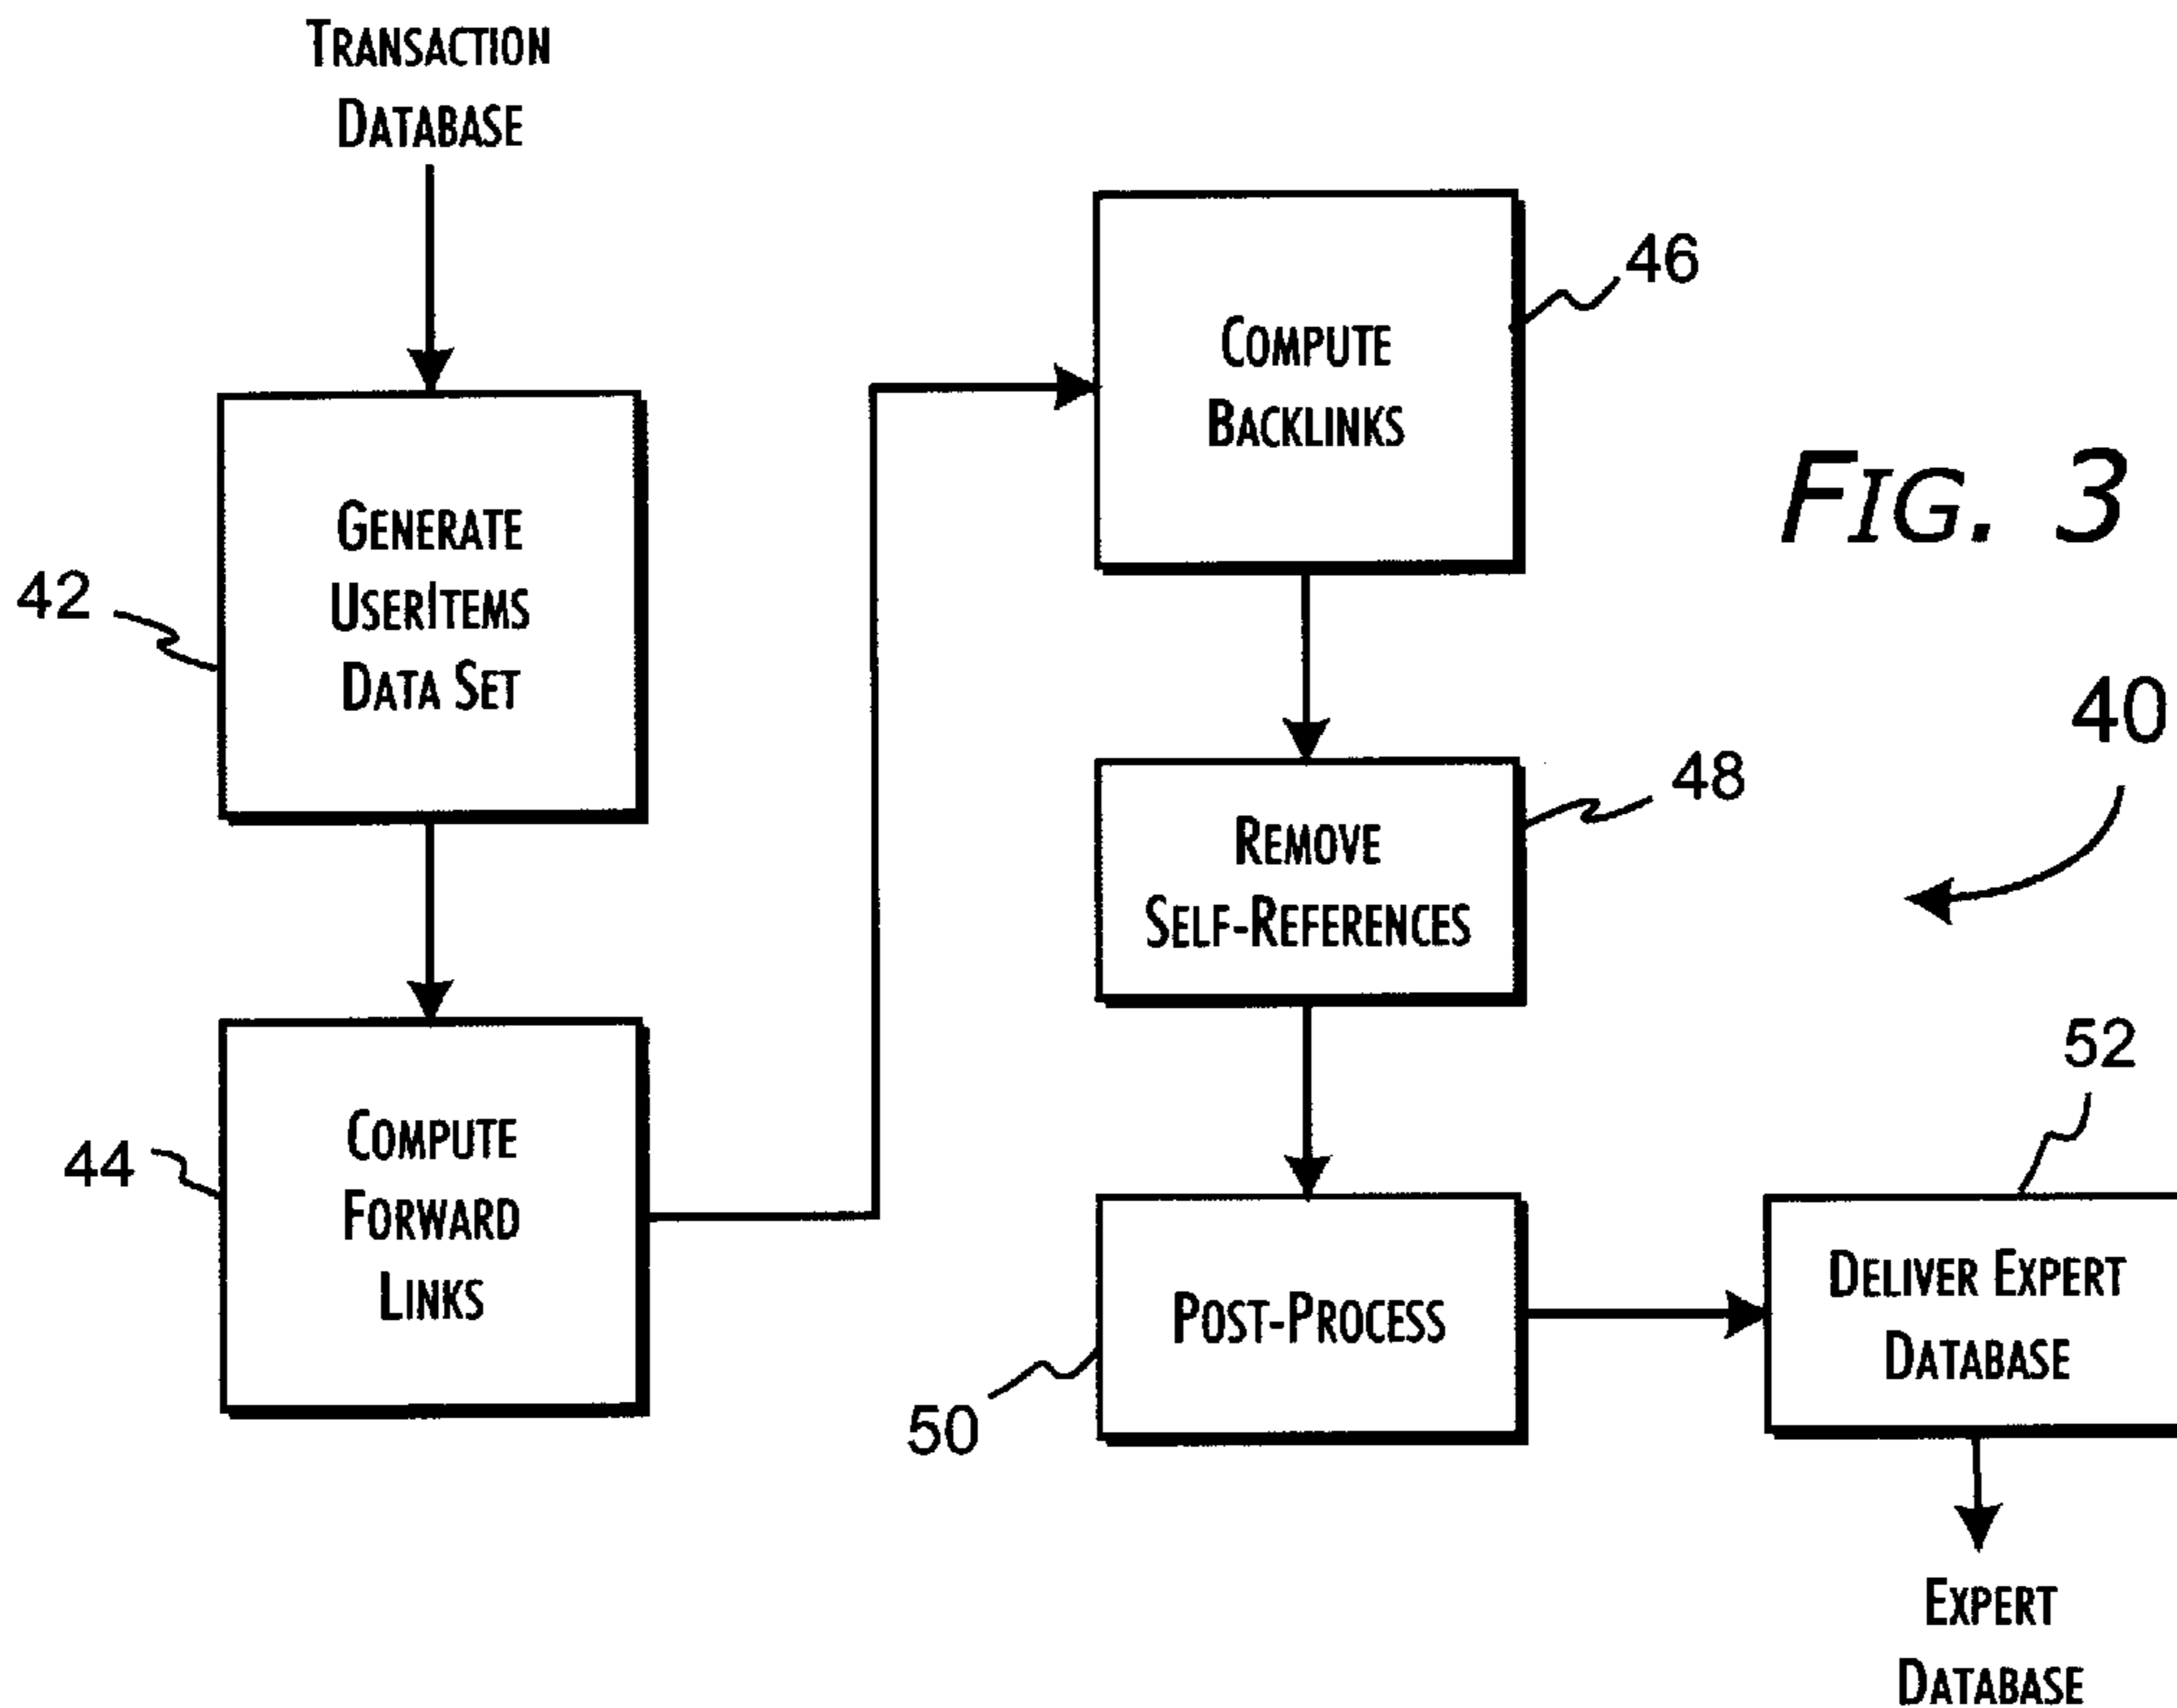 TRANSACTION
DATABASE
42
GENERATE
USERITEMS
DATA SET
44
COMPUTE
FORWARD
LINKS
46
COMPUTE
BACKLINKS
FIG. 3
48
REMOVE
SELF-REFERENCES
40
50
POST-PROCESS
52
DELIVER EXPERT
DATABASE
EXPERT
DATABASE